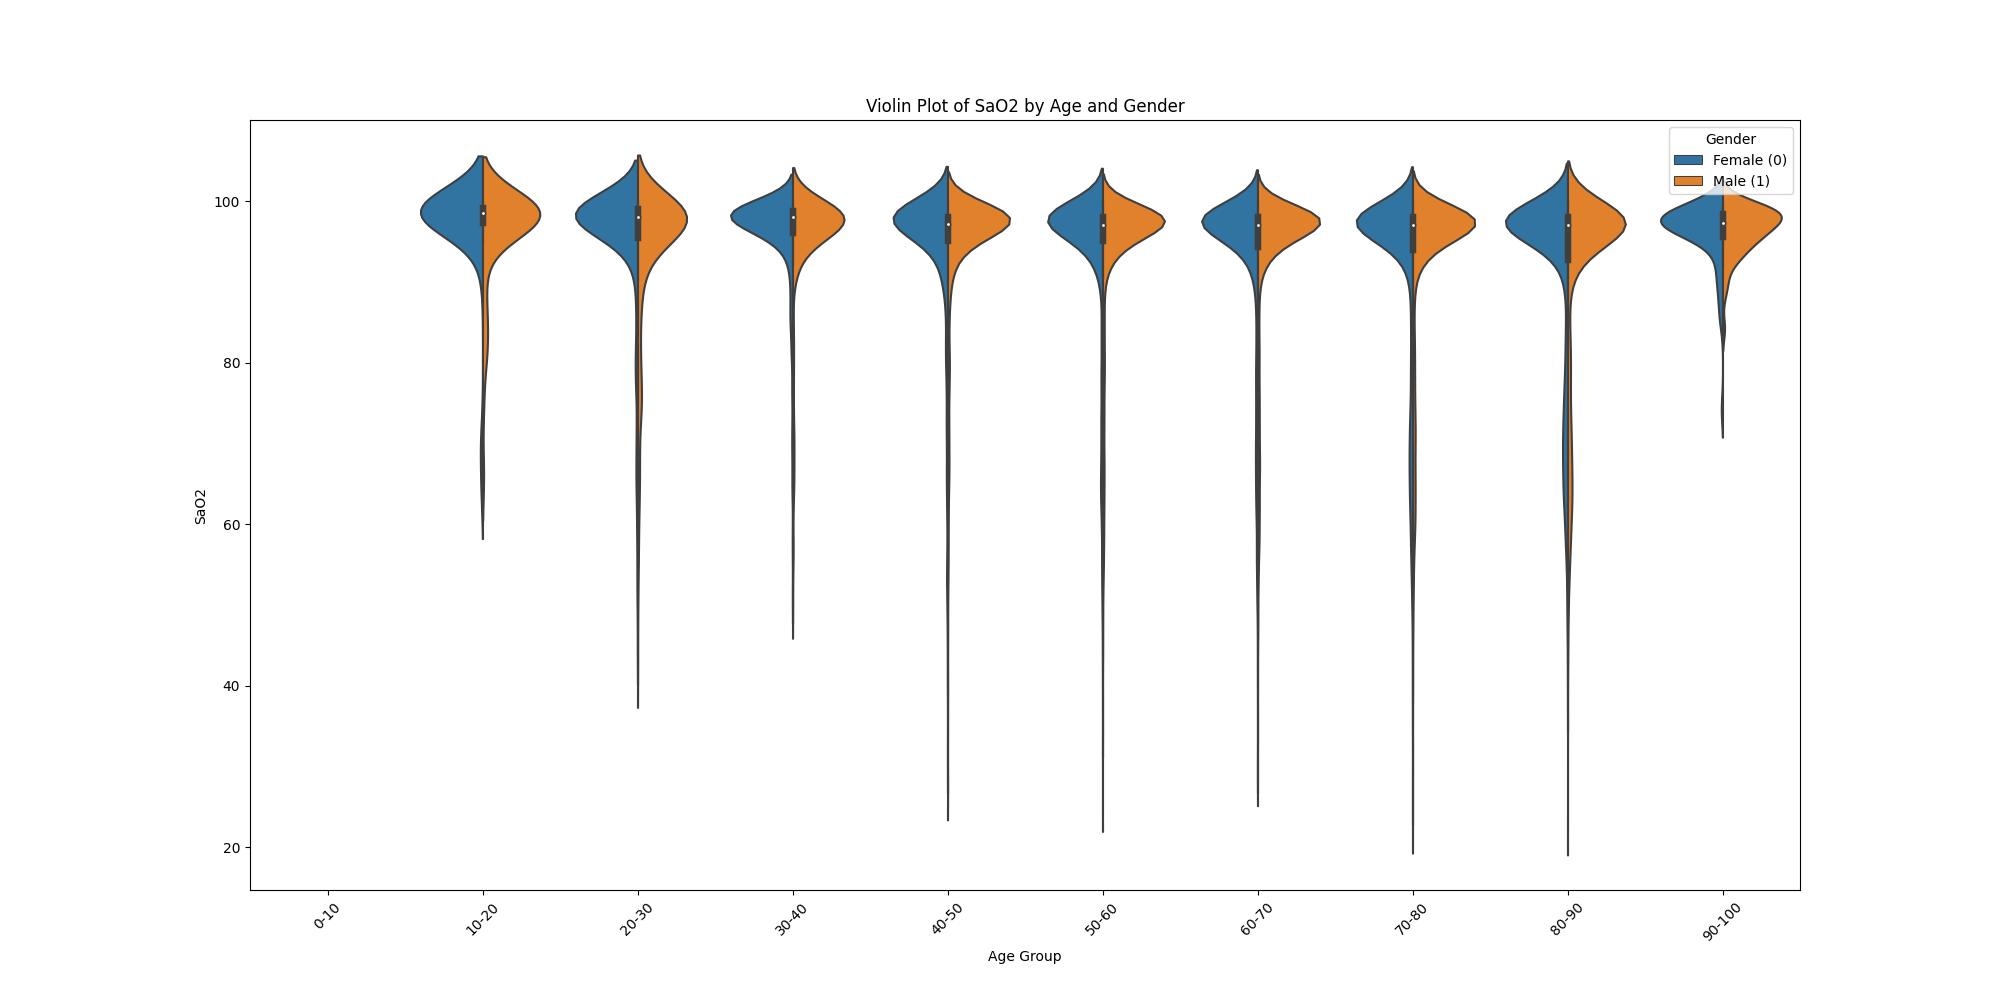 Violin Plot of SaO2 by Age and Gender
Gender
Female (0)
Male (1)
100
80
60
40
20
SaO2
0-10
10-20
20-30
30-40
40-50
50-60
60-70
70-80
80-90
90-100
Age Group